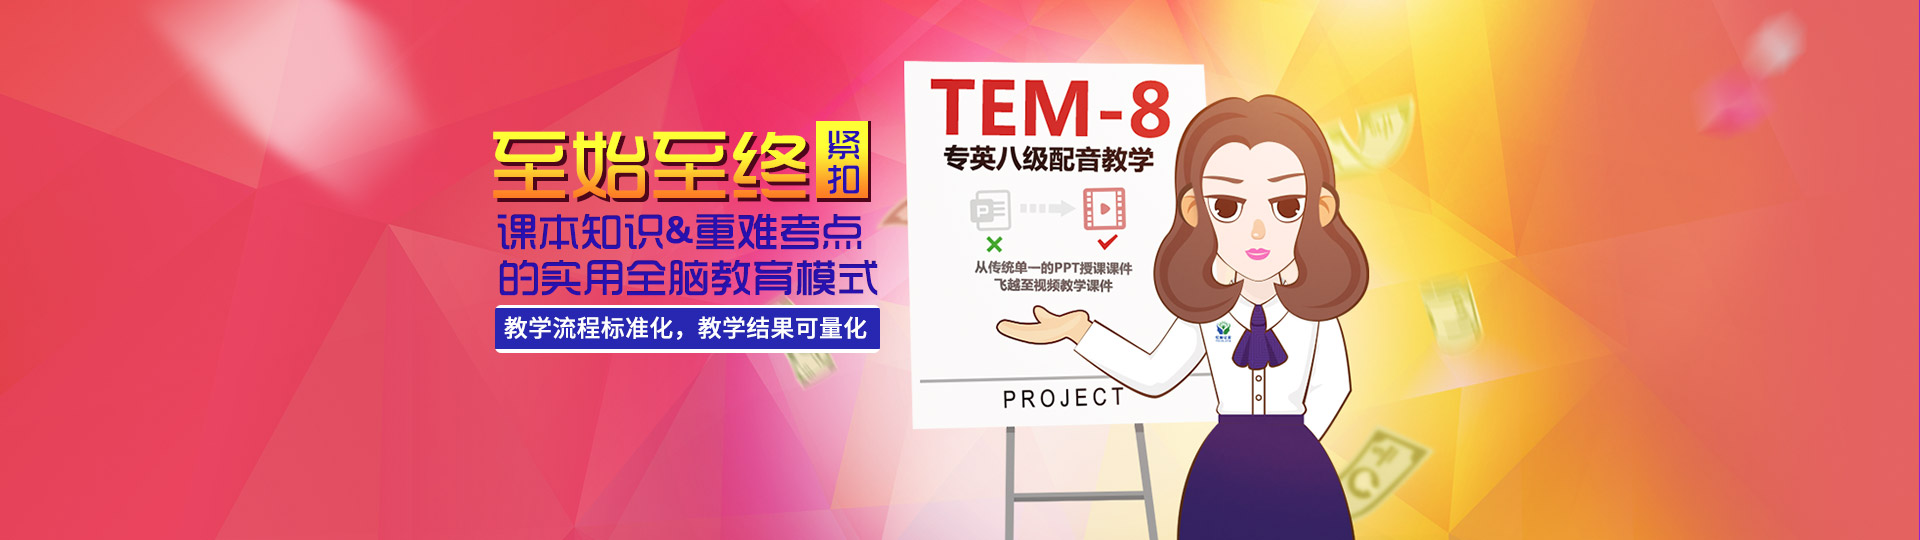 至始至终 紧扣
课本知识&重难考点
的实用全脑教育模式
教学流程标准化，教学结果可量化
TEM-8
专英八级配音教学
P
从传统单一的PPT授课课件
飞越至视频教学课件
PROJECT